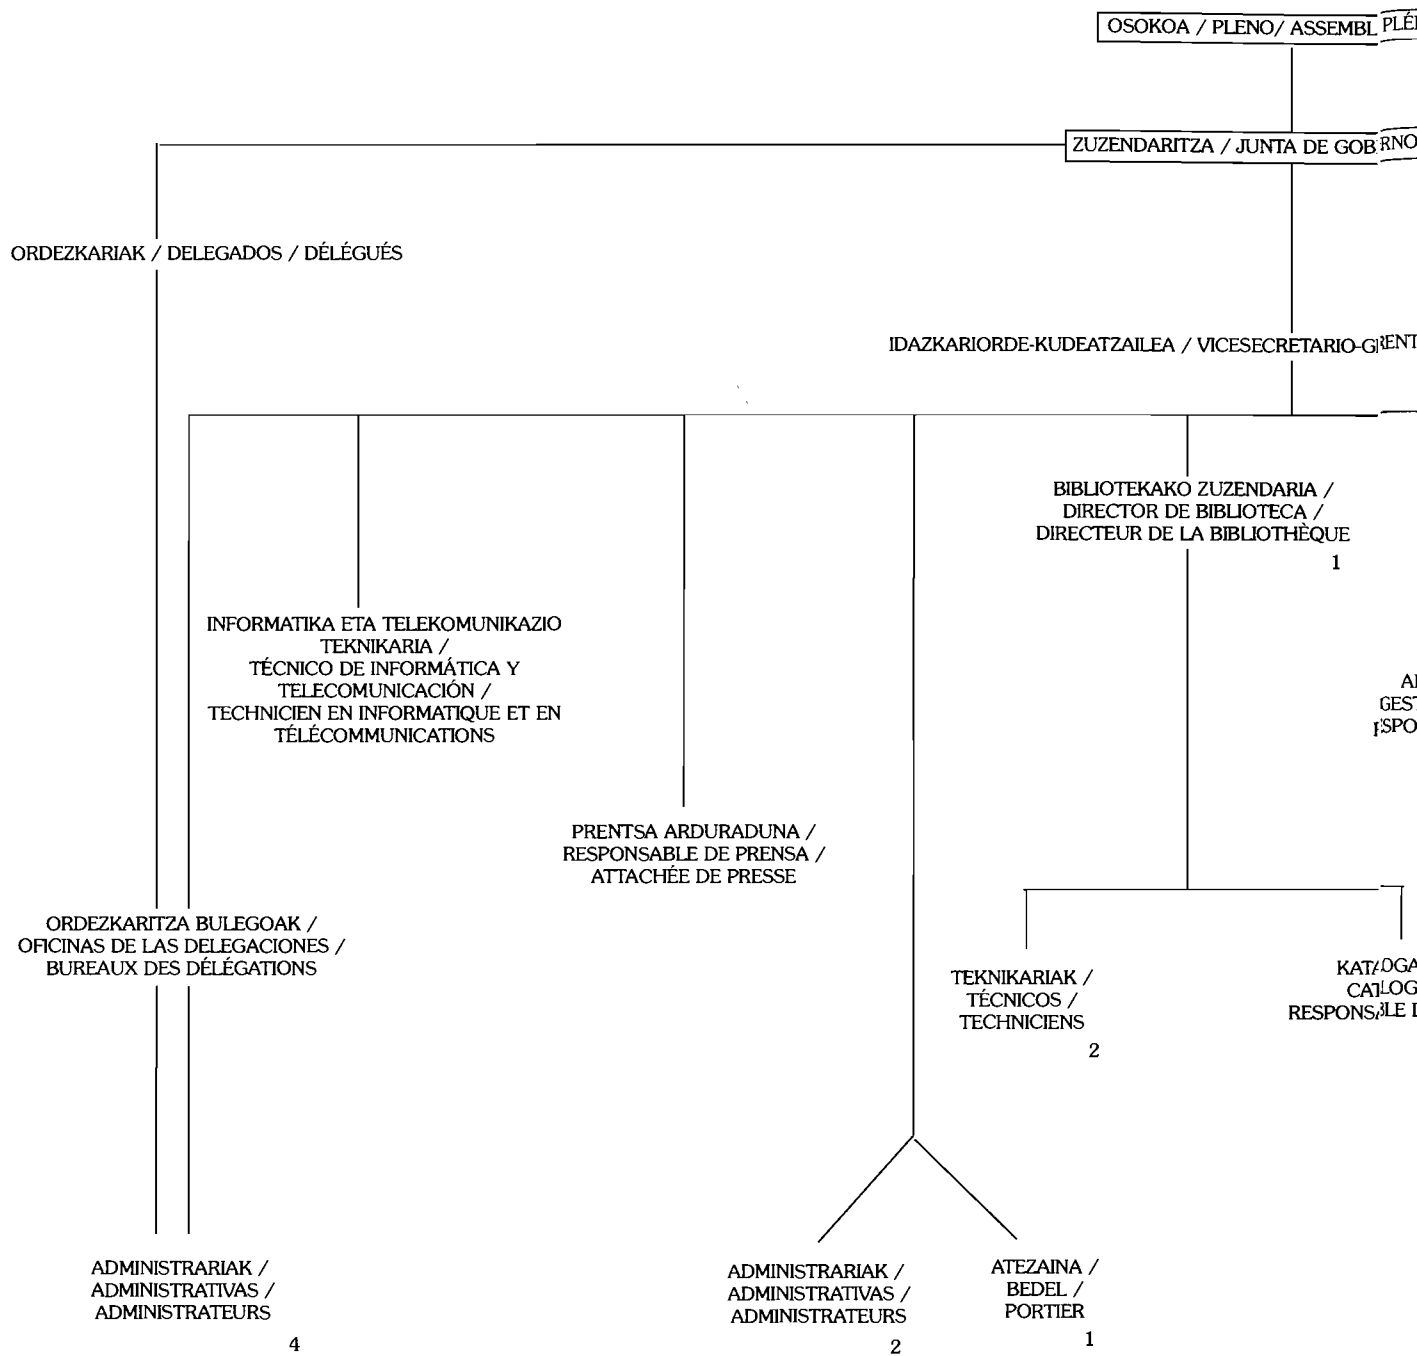 OSOKOA / PLENO/ ASSEMBL
ZUZENDARITZA / JUNTA DE GOB
ORDEZKARIAK / DELEGADOS / DÉLÉGUÉS
IDAZKARIORDE-KUDEATZAILEA / VICESECRETARIO-G
BIBLIOTEKAKO ZUZENDARIA /
DIRECTOR DE BIBLIOTECA /
DIRECTEUR DE LA BIBLIOTHÈQUE
1
INFORMATIKA ETA TELEKOMUNIKAZIO
TEKNIKARIA /
TÉCNICO DE INFORMÁTICA Y
TELECOMUNICACIÓN /
TECHNICIEN EN INFORMATIQUE ET EN
TÉLÉCOMMUNICATIONS
PRENTSA ARDURADUNA /
RESPONSABLE DE PRENSA /
ATTACHÉE DE PRESSE
ORDEZKARITZA BULEGOAK /
OFICINAS DE LAS DELEGACIONES /
BUREAUX DES DÉLÉGATIONS
TEKNIKARIAK /
TÉCNICOS /
TECHNICIENS
2
ADMINISTRARIAK /
ADMINISTRATIVAS /
ADMINISTRATEURS
4
ADMINISTRARIAK /
ADMINISTRATIVAS /
ADMINISTRATEURS
2
ATEZAINA /
BEDEL /
PORTIER
1